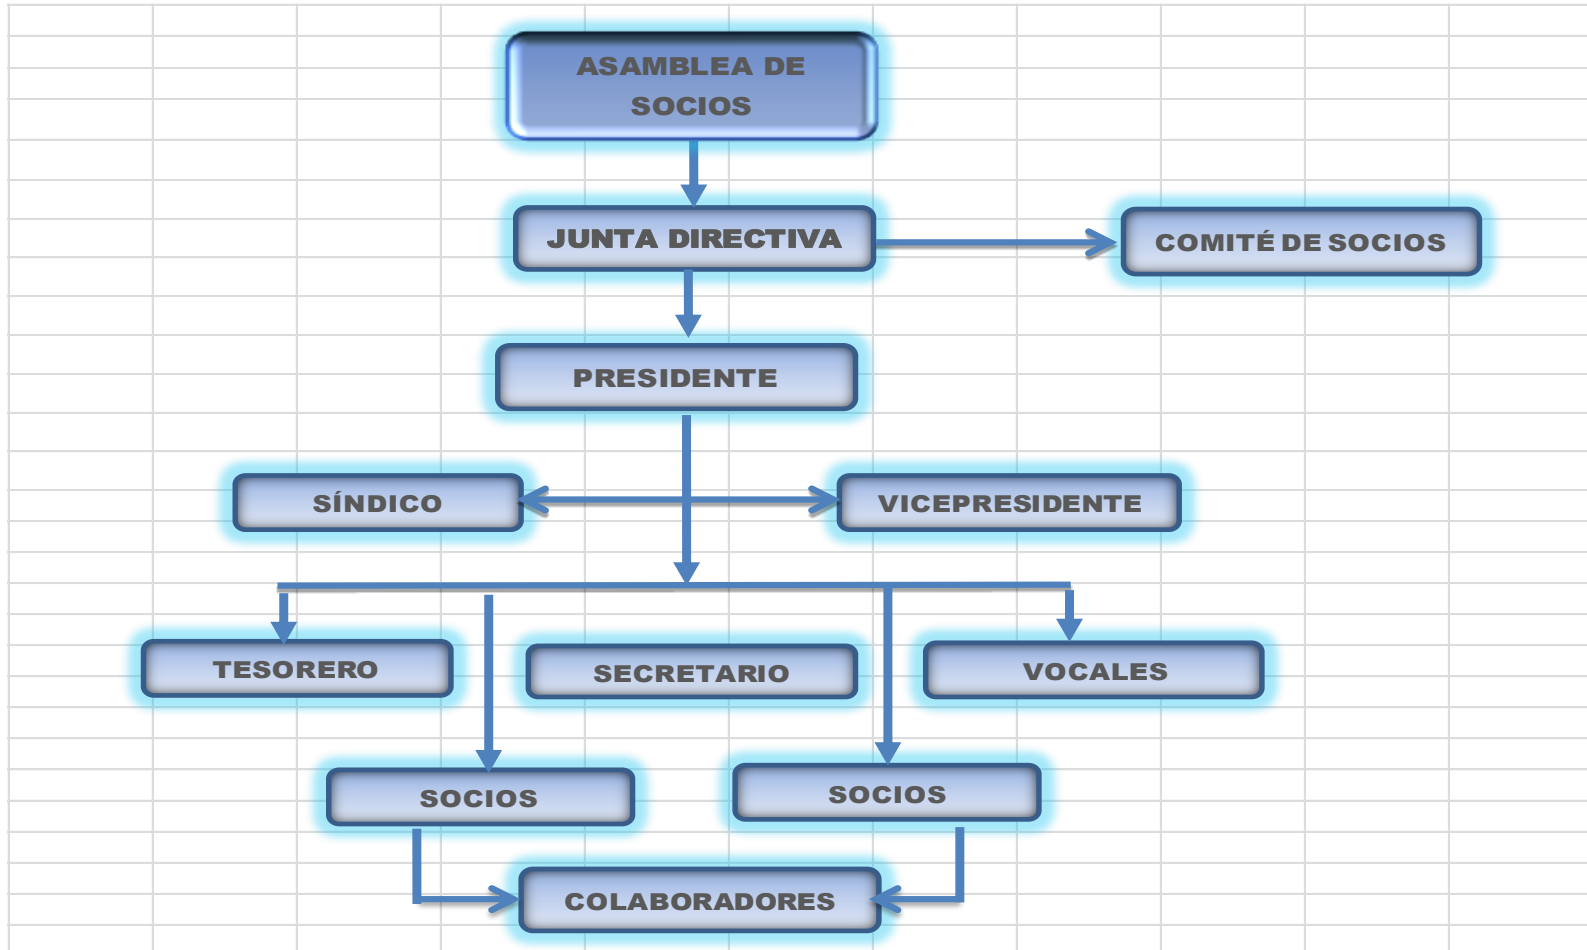 ASAMBLEA DE
SOCIOS
JUNTA DIRECTIVA
COMITÉ DE SOCIOS
PRESIDENTE
SÍNDICO
VICEPRESIDENTE
TESORERO
SECRETARIO
VOCALES
SOCIOS
SOCIOS
COLABORADORES